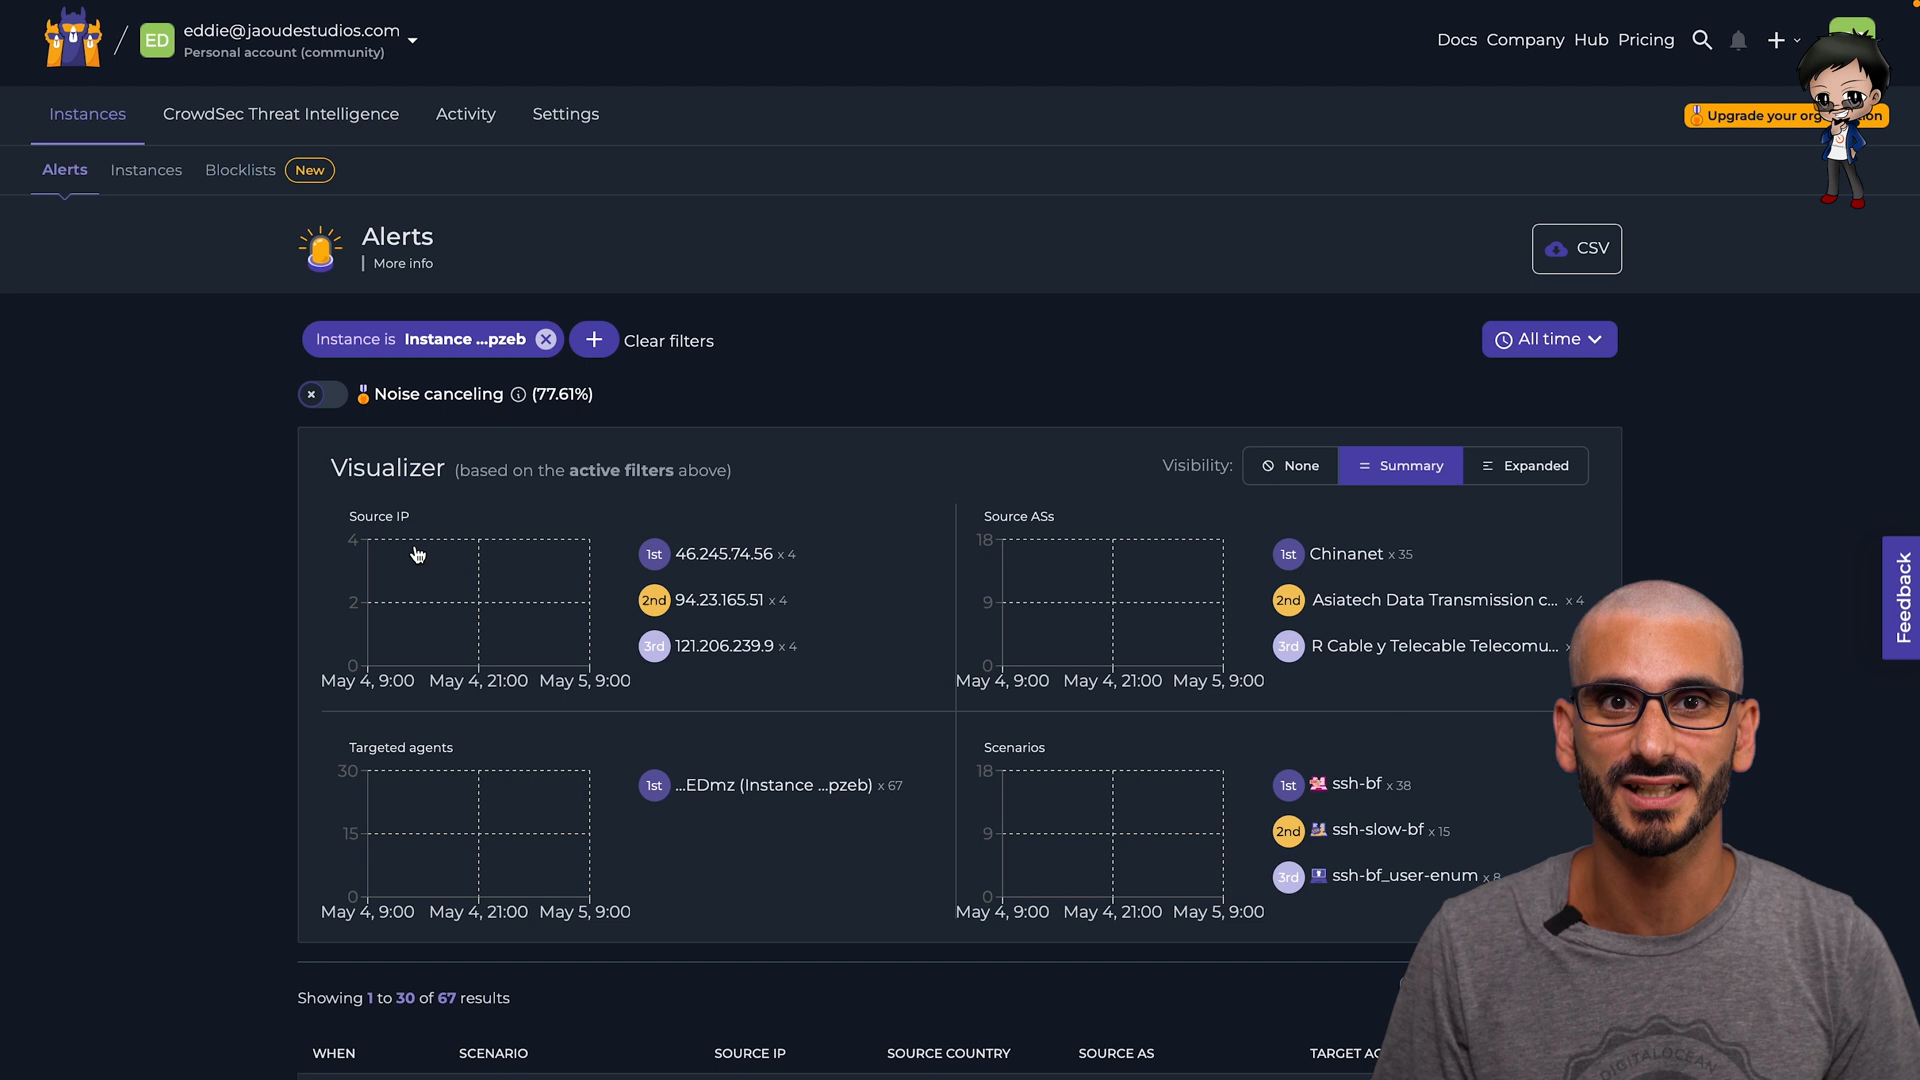 ED
eddie@jaoudestudios.com
Personal account (community)
Docs Company Hub Pricing
Instances CrowdSec Threat Intelligence Activity Settings
Upgrade your
Alerts Instances Blocklists New
Alerts
More info
CSV
Instance is Instance ...pzeb
Clear filters
All time
Noise canceling (77.61%)
Visualizer (based on the active filters above)
Visibility: None Summary Expanded
Source IP
4
2
0
May 4, 9:00 May 4, 21:00 May 5, 9:00
1st 46.245.74.56 x 4
2nd 94.23.165.51 x 4
3rd 121.206.239.9 x 4
Source ASs
18
9
0
May 4, 9:00 May 4, 21:00 May 5, 9:00
1st Chinanet x 35
2nd Asiatech Data Transmission c... x 4
3rd R Cable y Telecable Telecomu...
Targeted agents
30
15
0
May 4, 9:00 May 4, 21:00 May 5, 9:00
1st ...EDmz (Instance ...pzeb) x 67
Scenarios
18
9
0
May 4, 9:00 May 4, 21:00 May 5, 9:00
1st ssh-bf x 38
2nd ssh-slow-bf x 15
3rd ssh-bf_user-enum x 8
Feedback
Showing 1 to 30 of 67 results
WHEN SCENARIO SOURCE IP SOURCE COUNTRY SOURCE AS TARGET
DIGITALOCEAN